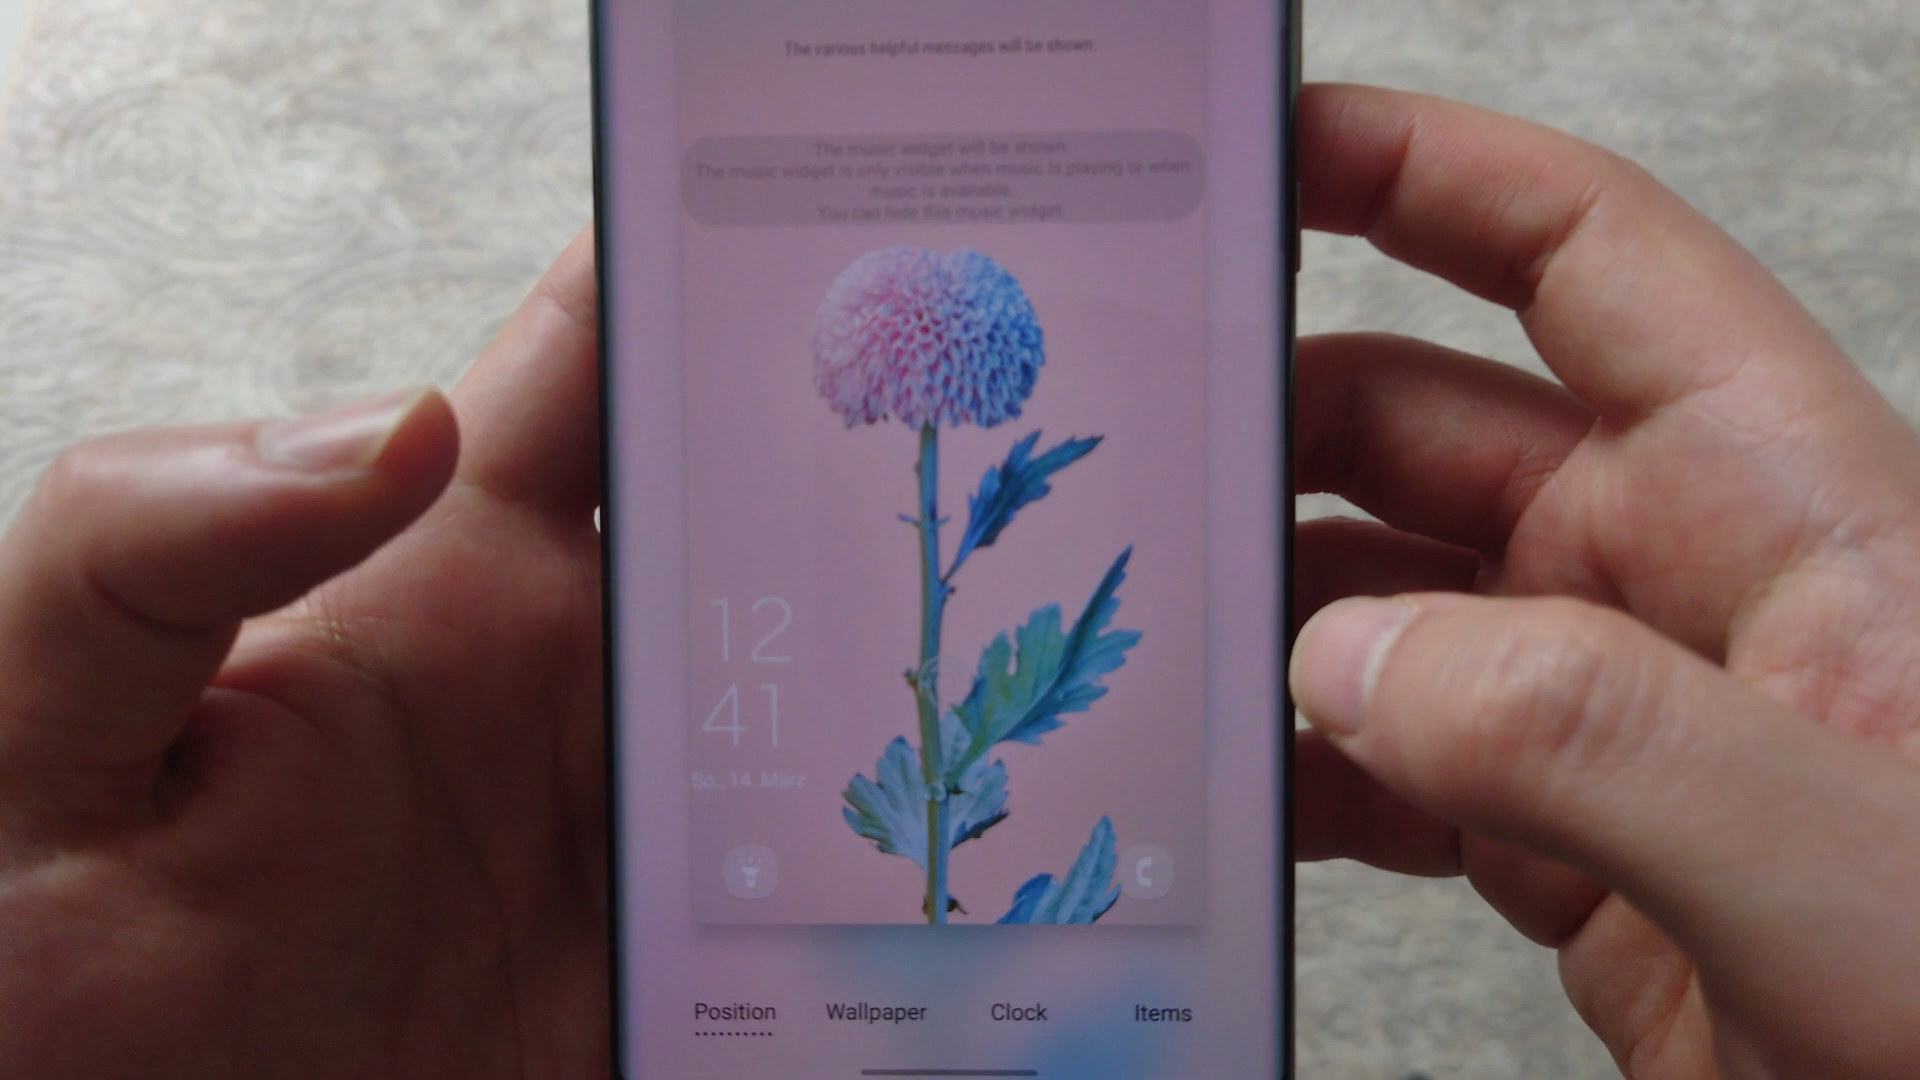 The various helpful messages will be shown
The music widget will be shown.
The music widget is only visible when music is playing or when
music is available.
You can hide this music widget.
12
41
So., 14. März
Position
Wallpaper
Clock
Items